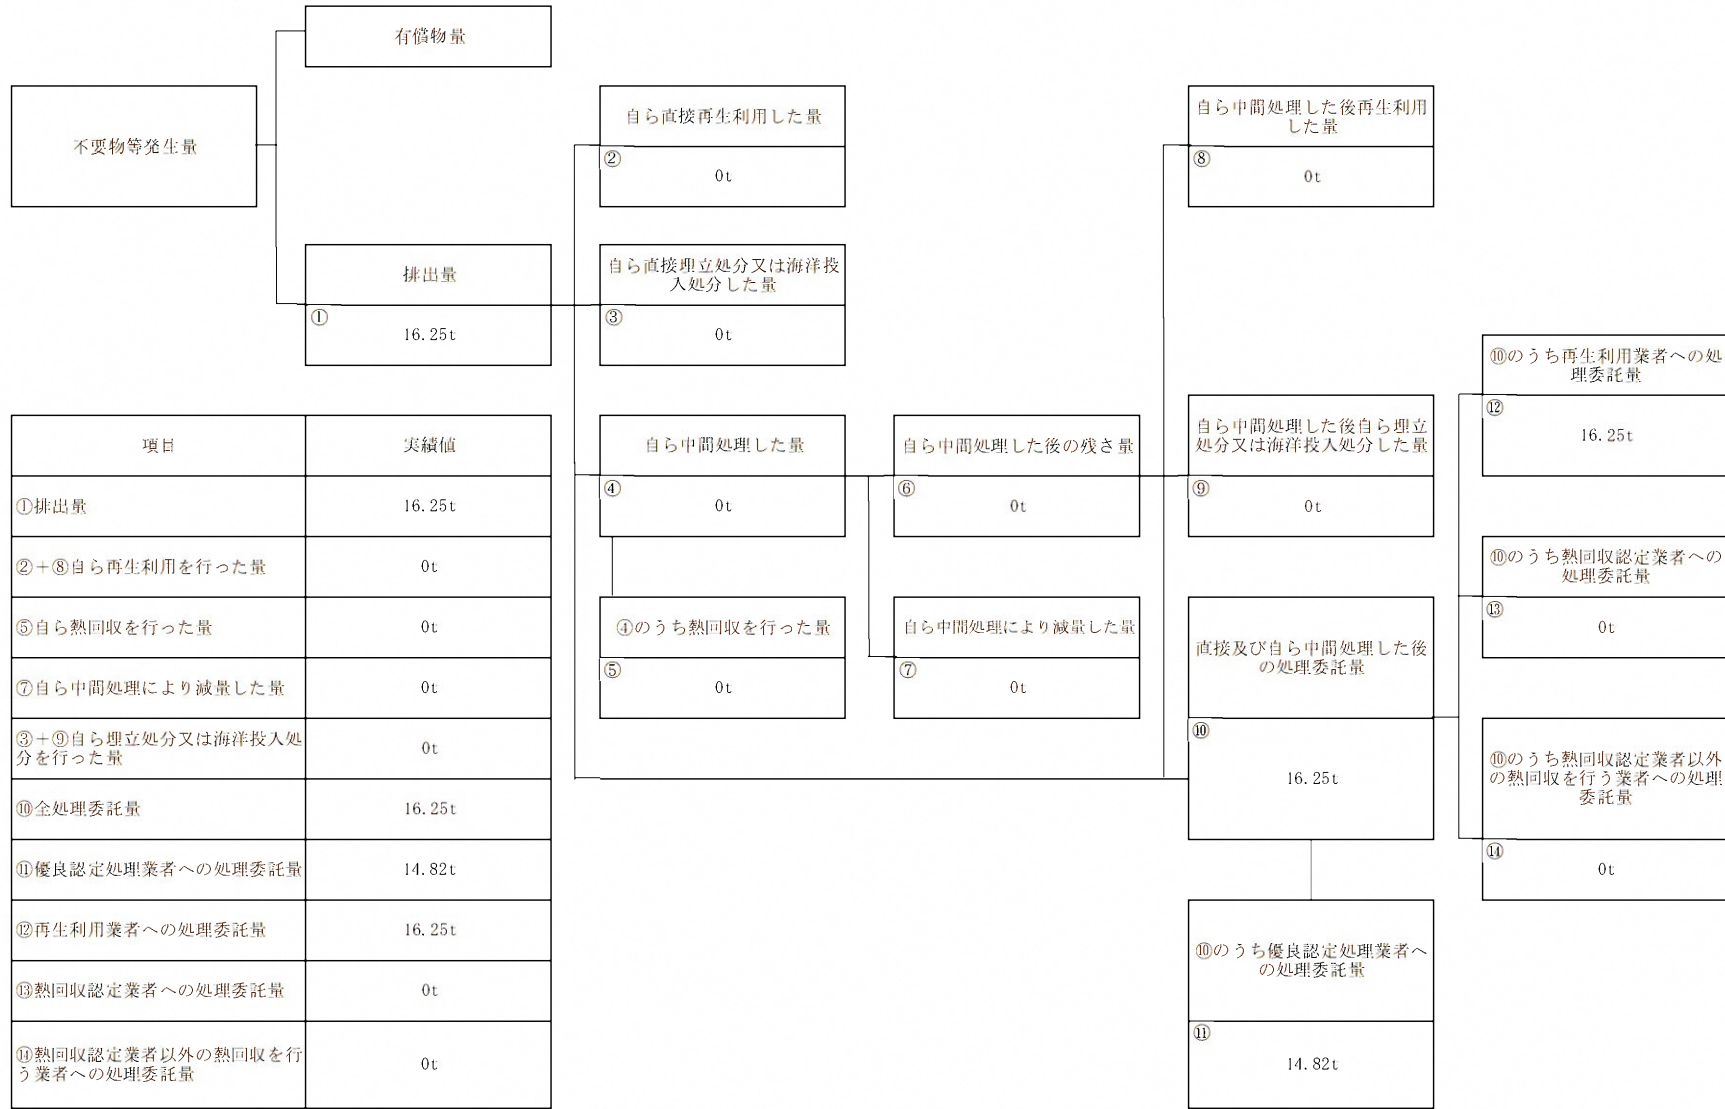 有償物量
不要物等発生量
自ら直接再生利用した量
②
0t
自ら中間処理した後再生利用
した量
⑧
0t
排出量
①
16.25t
自ら直接埋立処分又は海洋投
入処分した量
③
0t
項目
実績値
①排出量
16.25t
②+⑧自ら再生利用を行った量
0t
⑤自ら熱回収を行った量
0t
⑦自ら中間処理により減量した量
0t
③+⑨自ら埋立処分又は海洋投入処
分を行った量
0t
⑩全処理委託量
16.25t
⑪優良認定処理業者への処理委託量
14.82t
⑫再生利用業者への処理委託量
16.25t
⑬熱回収認定業者への処理委託量
0t
⑭熱回収認定業者以外の熱回収を行
う業者への処理委託量
0t
自ら中間処理した量
④
0t
④のうち熱回収を行った量
⑤
0t
自ら中間処理した後の残さ量
⑥
0t
自ら中間処理により減量した量
⑦
0t
自ら中間処理した後自ら埋立
処分又は海洋投入処分した量
⑨
0t
直接及び自ら中間処理した後
の処理委託量
⑩
16.25t
⑩のうち優良認定処理業者へ
の処理委託量
⑪
14.82t
⑩のうち再生利用業者への処
理委託量
⑫
16.25t
⑩のうち熱回収認定業者への
処理委託量
⑬
0t
⑩のうち熱回収認定業者以外
の熱回収を行う業者への処理
委託量
⑭
0t